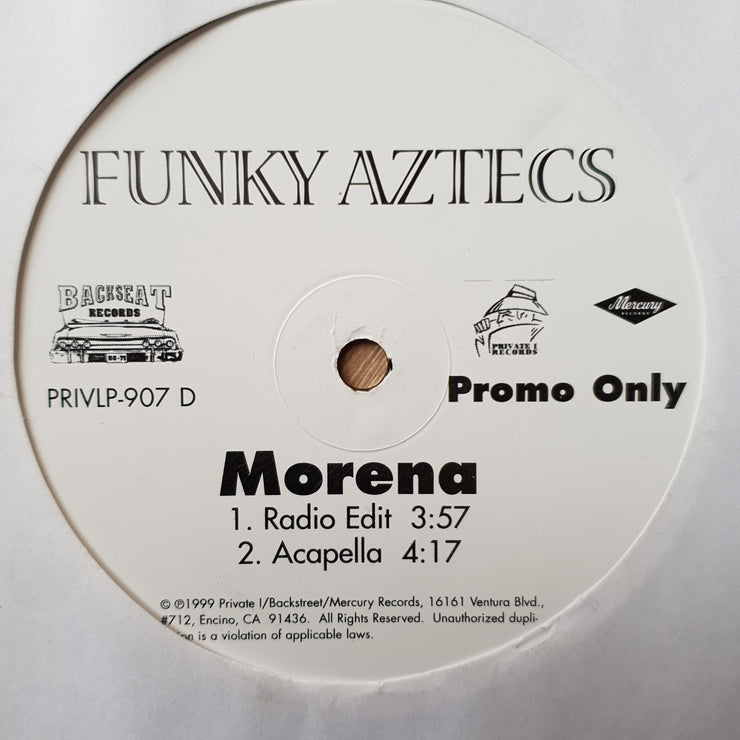 FUNKY AZTECS
BACKSEAT
RECORDS
PRIVLP-907 D
PRIVATE I
RECORDS
Mercury
RECORDS
Promo Only
Morena
1. Radio Edit 3:57
2. Acapella 4:17
© ℗1999 Private I/Backstreet/Mercury Records, 16161 Ventura Blvd.,
#712, Encino, CA 91436. All Rights Reserved. Unauthorized dupli-
is a violation of applicable laws.